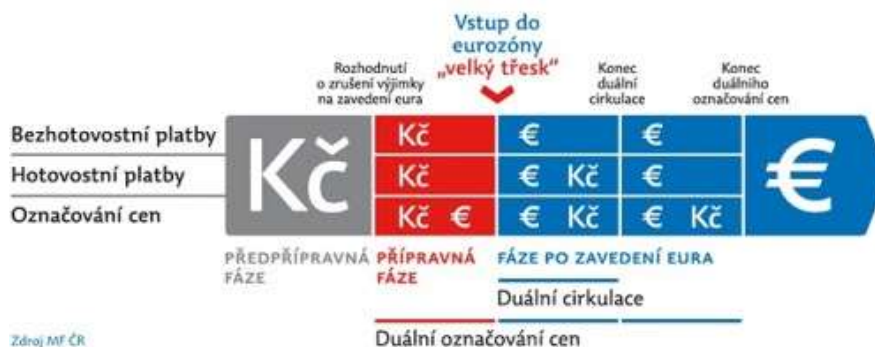 Vstup do
eurozóny
„velký třesk“
Rozhodnutí
o zrušení výjimky
na zavedení eura
Konec
duální
cirkulace
Konec
duálního
označování cen
Bezhotovostní platby
Hotovostní platby
Označování cen
Kč
Kč
€
€
Kč
€ Kč
€
Kč €
€ Kč
€ Kč
€
PŘEDPŘÍPRAVNÁ
FÁZE
PŘÍPRAVNÁ
FÁZE
FÁZE PO ZAVEDENÍ EURA
Duální cirkulace
Duální označování cen
Zdroj MF ČR